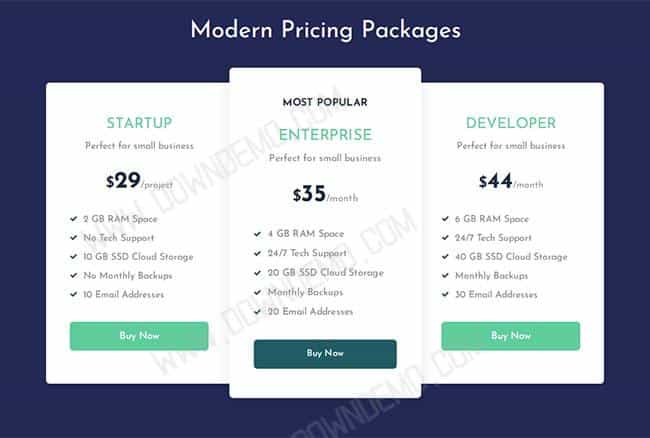 Modern Pricing Packages
STARTUP
Perfect for small business
$29/project
2 GB RAM Space
No Tech Support
10 GB SSD Cloud Storage
No Monthly Backups
10 Email Addresses
Buy Now
MOST POPULAR
ENTERPRISE
Perfect for small business
$35/month
4 GB RAM Space
24/7 Tech Support
20 GB SSD Cloud Storage
Monthly Backups
20 Email Addresses
Buy Now
DEVELOPER
Perfect for small business
$44/month
6 GB RAM Space
24/7 Tech Support
40 GB SSD Cloud Storage
Monthly Backups
30 Email Addresses
Buy Now
WWW.DOWNDEMO.COM
WWW.DOWNDEMO.COM
WWW.DOWNDEMO.COM